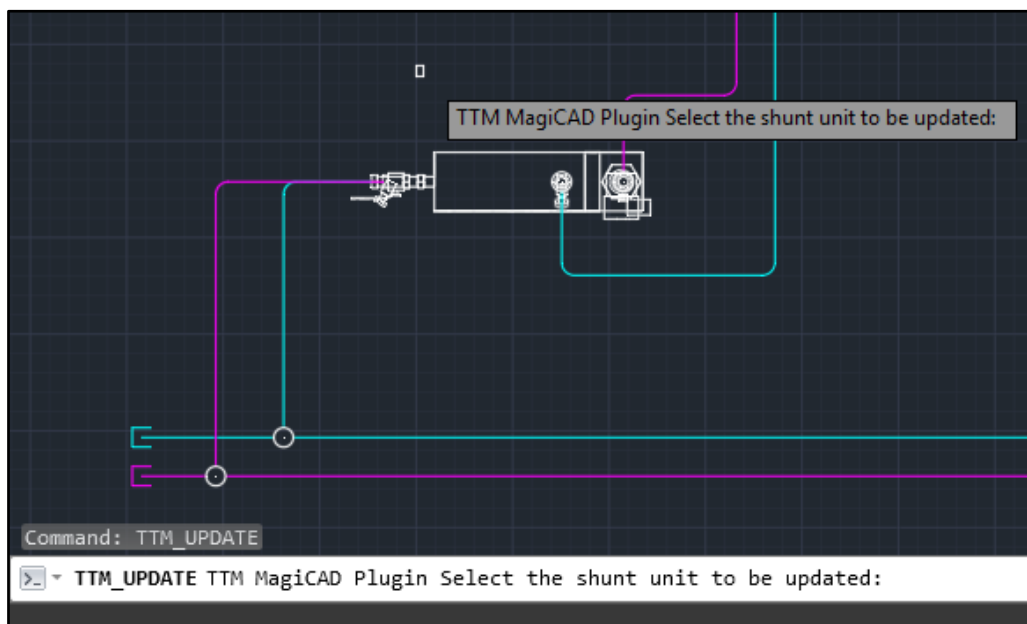 TTM MagiCAD Plugin Select the shunt unit to be updated:
Command: TTM_UPDATE
TTM_UPDATE TTM MagiCAD Plugin Select the shunt unit to be updated: